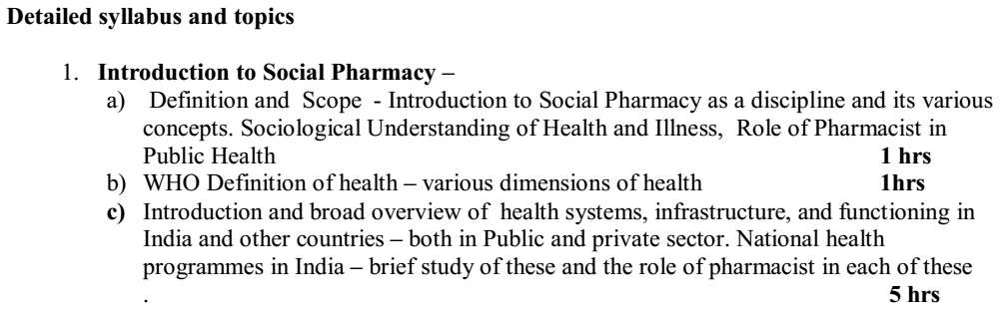 Detailed syllabus and topics
1. Introduction to Social Pharmacy –
a) Definition and Scope - Introduction to Social Pharmacy as a discipline and its various
concepts. Sociological Understanding of Health and Illness, Role of Pharmacist in
Public Health 1 hrs
b) WHO Definition of health – various dimensions of health 1hrs
c) Introduction and broad overview of health systems, infrastructure, and functioning in
India and other countries – both in Public and private sector. National health
programmes in India – brief study of these and the role of pharmacist in each of these
. 5 hrs